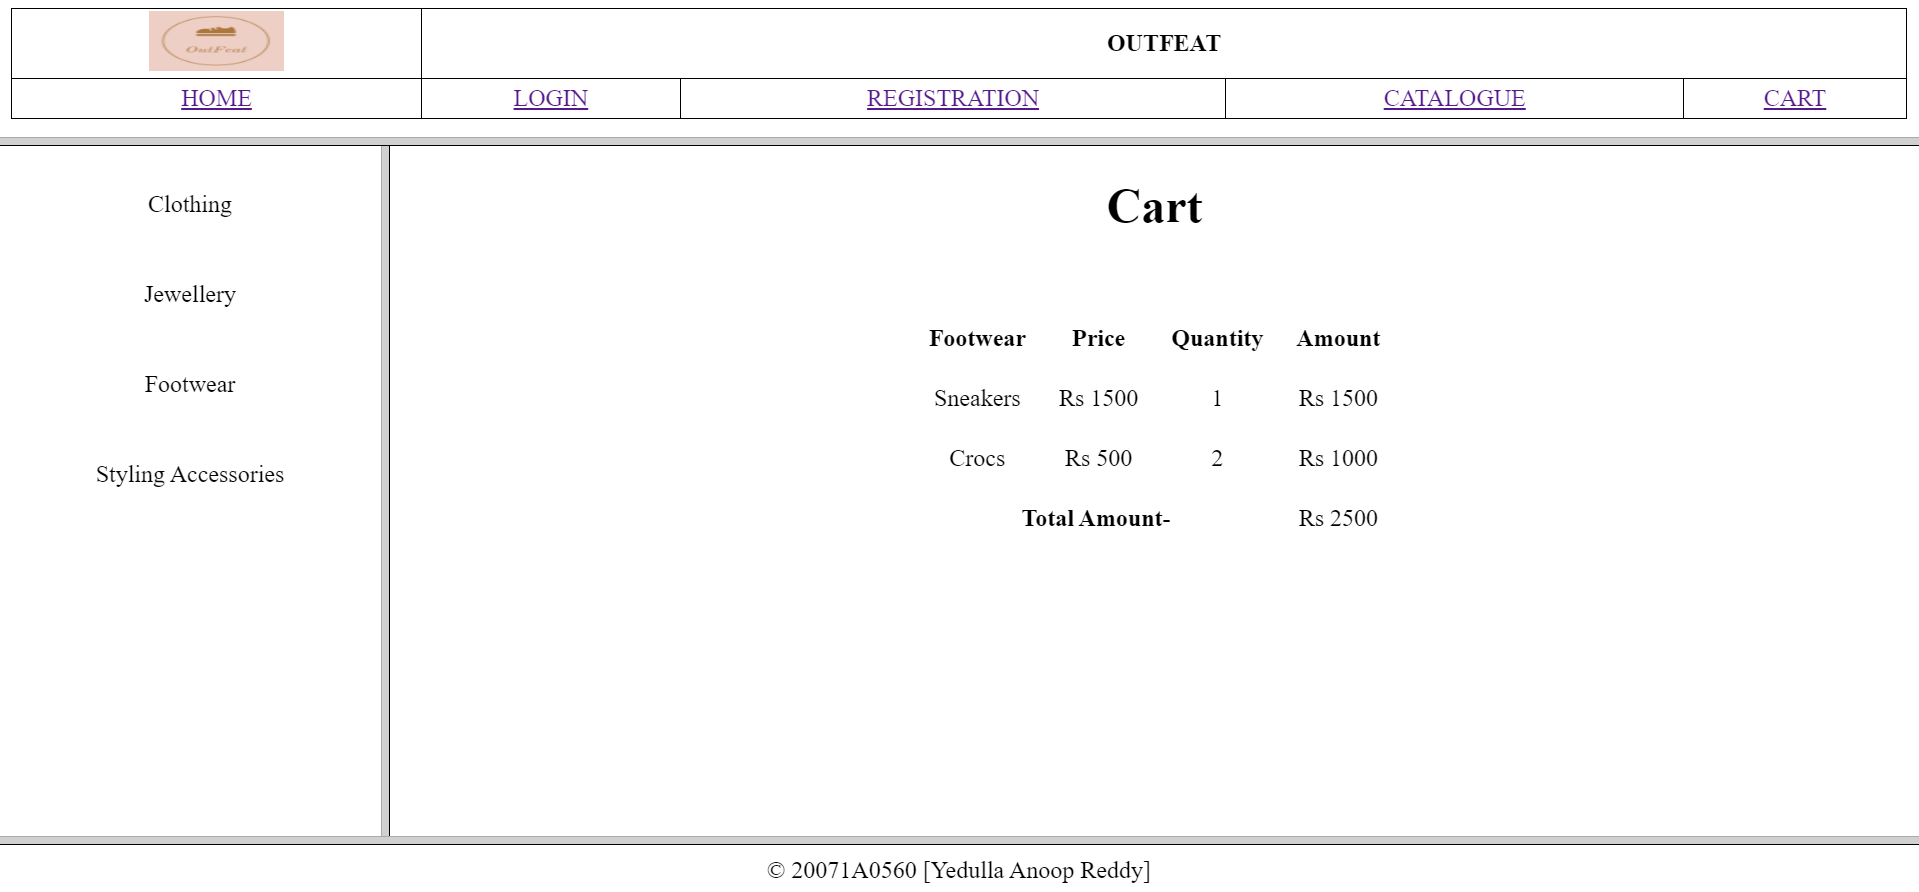 OutFeat
OUTFEAT
HOME LOGIN REGISTRATION CATALOGUE CART
Clothing
Jewellery
Footwear
Styling Accessories
Cart
Footwear Price Quantity Amount
Sneakers Rs 1500 1 Rs 1500
Crocs Rs 500 2 Rs 1000
Total Amount- Rs 2500
© 20071A0560 [Yedulla Anoop Reddy]